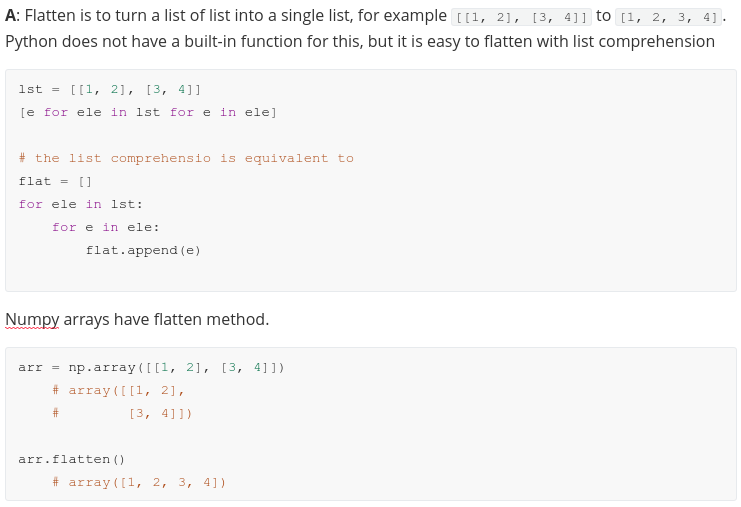 A: Flatten is to turn a list of list into a single list, for example [[1, 2], [3, 4]] to [1, 2, 3, 4].
Python does not have a built-in function for this, but it is easy to flatten with list comprehension
lst = [[1, 2], [3, 4]]
[e for ele in lst for e in ele]
# the list comprehensio is equivalent to
flat = []
for ele in lst:
    for e in ele:
        flat.append(e)
Numpy arrays have flatten method.
arr = np.array([[1, 2], [3, 4]])
    # array([[1, 2],
    #        [3, 4]])
arr.flatten()
    # array([1, 2, 3, 4])